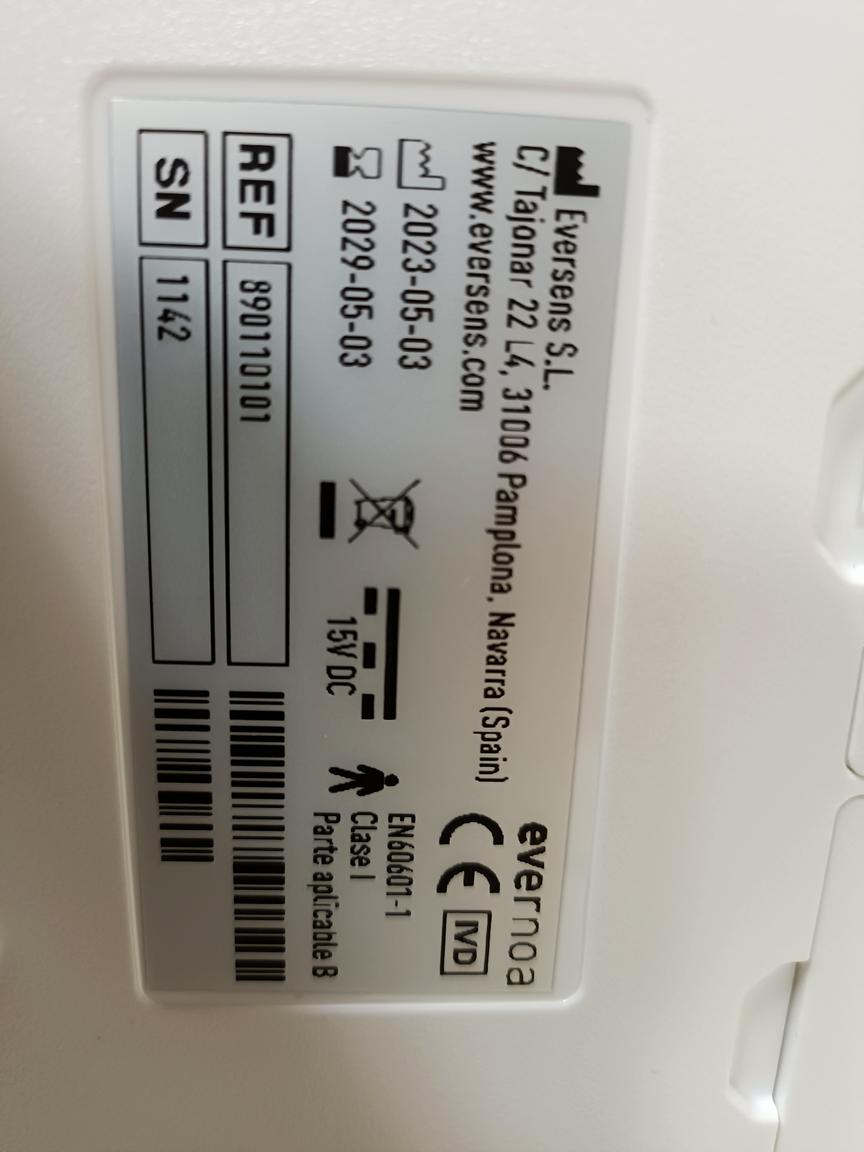 Eversens S.L.
C/ Tajonar 22 L4, 31006 Pamplona, Navarra (Spain)
www.eversens.com
evernoa
CE IVD
2023-05-03
2029-05-03
15V DC
EN60601-1
Clase I
Parte aplicable B
REF 890110101
SN 1142